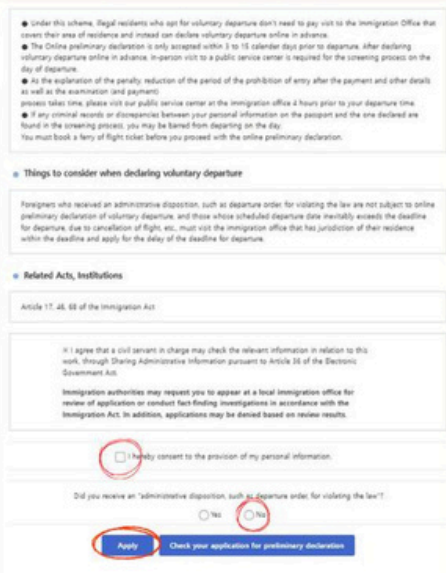 ● Under this scheme, illegal residents who opt for voluntary departure don't need to pay visit to the Immigration Office that
covers their area of residence and instead can declare voluntary departure online in advance.
● The Online preliminary declaration is only accepted within 3 to 15 calender days prior to departure. After declaring
voluntary departure online in advance, in-person visit to a public service center is required for the screening process on the
day of departure.
● As the explanation of the penalty, reduction of the period of the prohibition of entry after the payment and other details
as well as the examination (and payment)
process takes time, please visit our public service center at the immigration office 4 hours prior to your departure time.
● If any criminal records or discrepancies between your personal information on the passport and the one declared are
found in the screening process, you may be barred from departing on the day.
You must book a ferry of flight ticket before you proceed with the online preliminary declaration.
Things to consider when declaring voluntary departure
Foreigners who received an administrative disposition, such as departure order, for violating the law are not subject to online
preliminary declaration of voluntary departure, and those whose scheduled departure date inevitably exceeds the deadline
for departure, due to cancellation of flight, etc., must visit the immigration office that has jurisdiction of their residence
within the deadline and apply for the delay of the deadline for departure.
Related Acts, Institutions
Article 17, 46, 68 of the Immigration Act
※ I agree that a civil servant in charge may check the relevant information in relation to this
work, through Sharing Administrative Information pursuant to Article 36 of the Electronic
Government Act.
Immigration authorities may request you to appear at a local immigration office for
review of application or conduct fact-finding investigations in accordance with the
Immigration Act. In addition, applications may be denied based on review results.
I hereby consent to the provision of my personal information.
Did you receive an "administrative disposition, such as departure order, for violating the law"?
Yes No
Apply Check your application for preliminary declaration